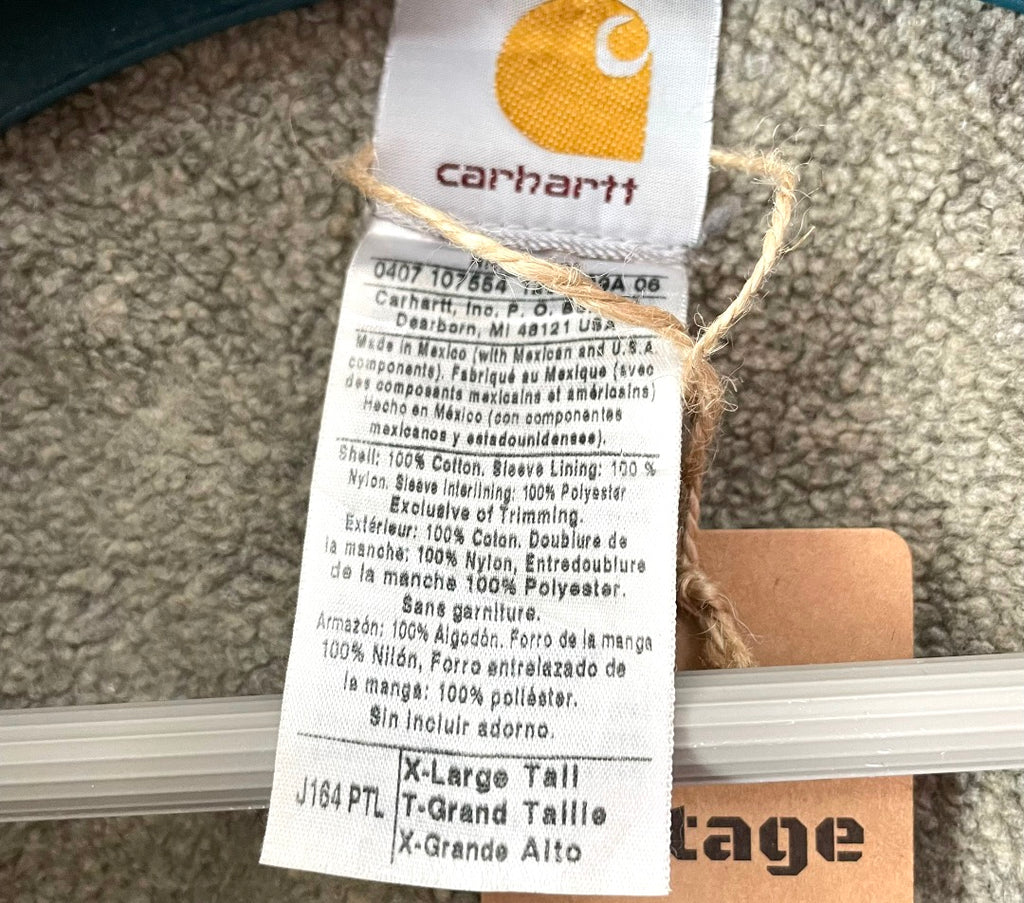 carhartt
0407 107554 9A 06
Carhartt, Inc. P. O.
Dearborn, MI 48121 USA
Made in Mexico (with Mexican and U.S.A
components). Fabriqué au Mexique (avec
des composants mexicains et américains)
Hecho en México (con componentes
mexicanos y estadounidenses).
Shell: 100% Cotton. Sleeve Lining: 100 %
Nylon. Sleeve Interlining: 100% Polyester
Exclusive of Trimming.
Extérieur: 100% Coton. Doublure de
la manche: 100% Nylon, Entredoublure
de la manche 100% Polyester.
Sans garniture.
Armazón: 100% Algodón. Forro de la manga
100% Nilón, Forro entrelazado de
la manga: 100% poliéster.
Sin incluir adorno.
J164 PTL
X-Large Tall
T-Grand Taille
X-Grande Alto
tage